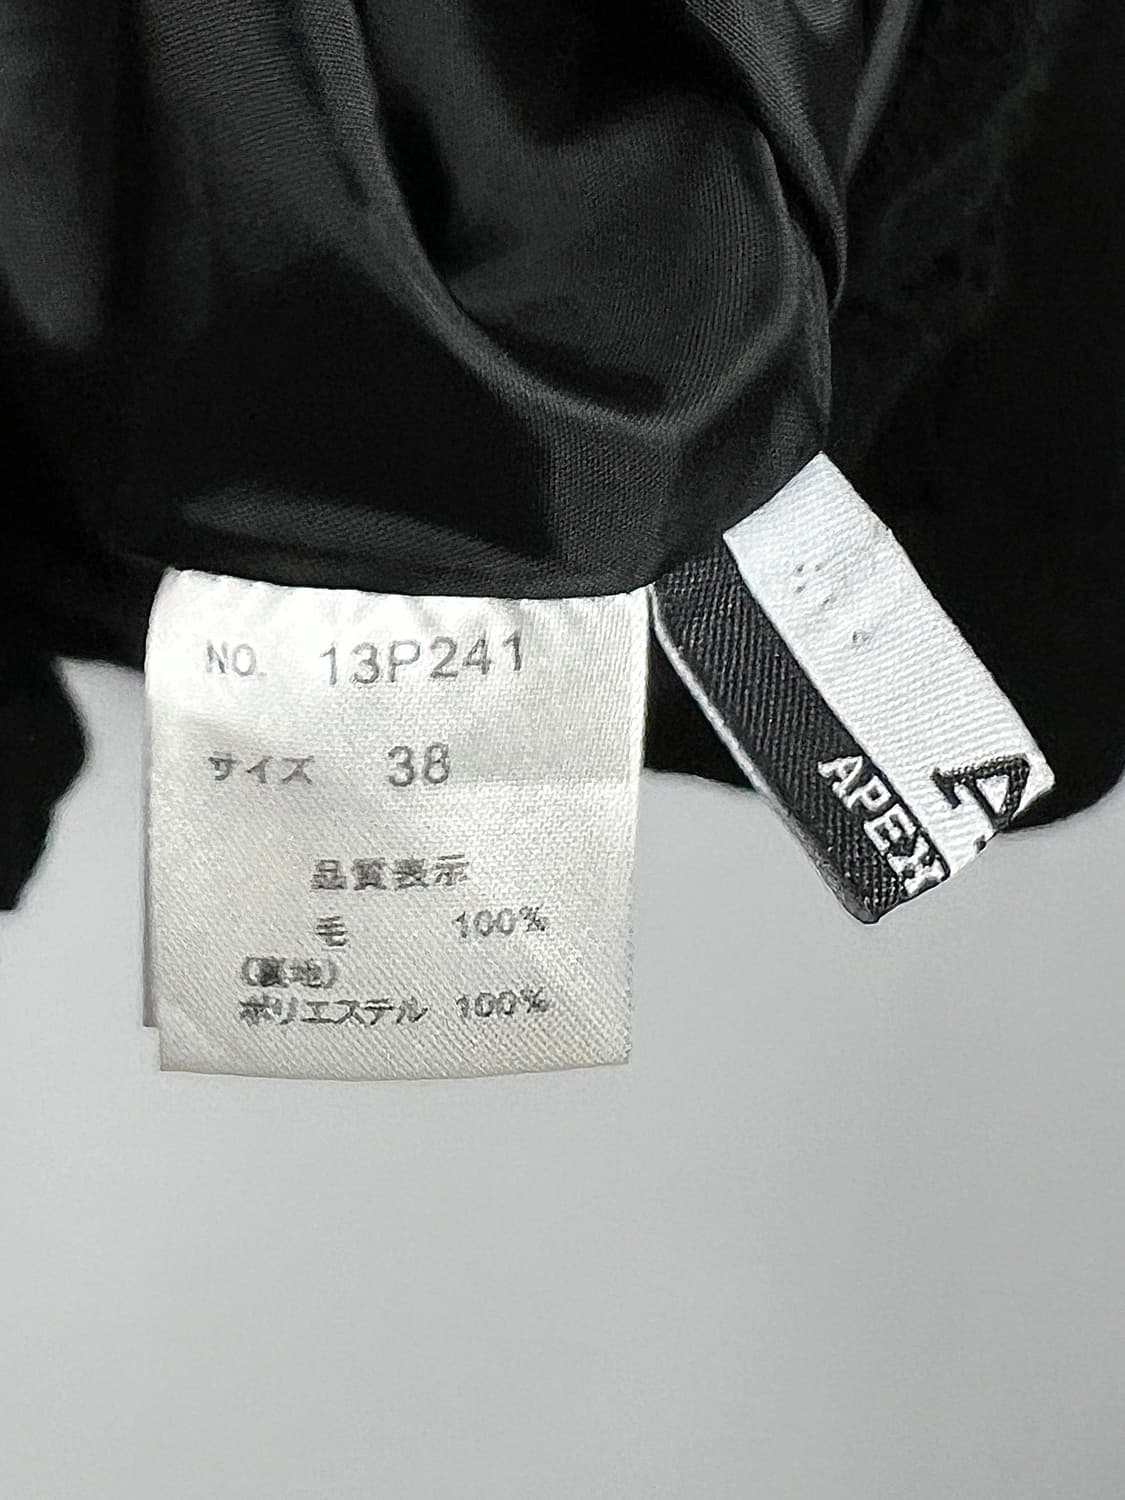 NO. 13P241
サイズ 38
品質表示
毛 100%
(裏地)
ポリエステル 100%
A
APEX